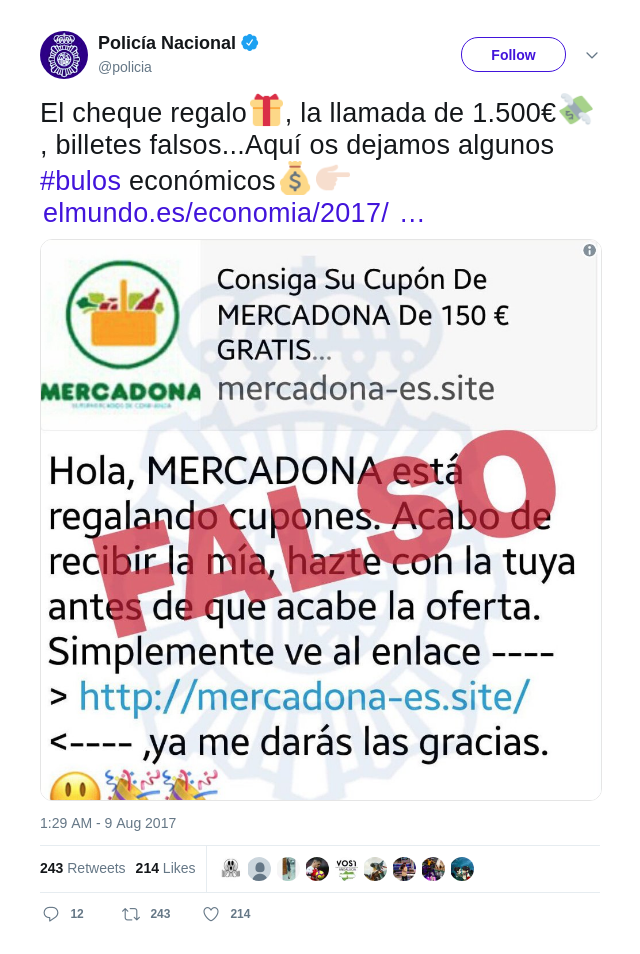 Policía Nacional
@policia
Follow
El cheque regalo🎁, la llamada de 1.500€💸
, billetes falsos...Aquí os dejamos algunos
#bulos económicos💰👉🏻
elmundo.es/economia/2017/ …
Consiga Su Cupón De
MERCADONA De 150 €
GRATIS...
mercadona-es.site
MERCADONA
SUPERMERCADOS DE CONFIANZA
Hola, MERCADONA está
regalando cupones. Acabo de
recibir la mía, hazte con la tuya
antes de que acabe la oferta.
Simplemente ve al enlace ----
> http://mercadona-es.site/
<---- ,ya me darás las gracias.
FALSO
1:29 AM - 9 Aug 2017
243 Retweets 214 Likes
12 243 214